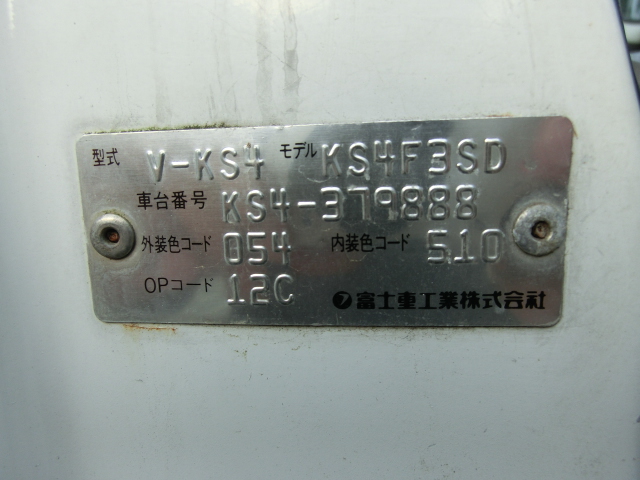 型式 V-KS4 モデル KS4F3SD
車台番号 KS4-379888
外装色コード 054 内装色コード 510
OPコード 12C フ 富士重工業株式会社